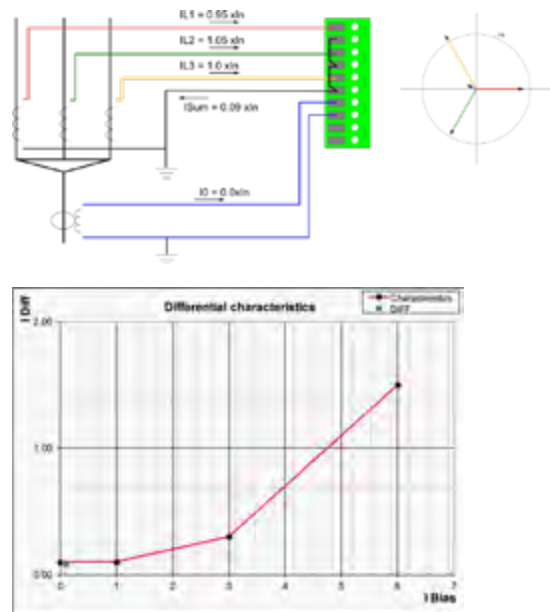 IL1 = 0.95 xIn
IL2 = 1.05 xIn
IL3 = 1.0 xIn
ISum = 0.09 xIn
I0 = 0.0xIn
Differential characteristics
Characteristics
DIFF
I Diff
2.00
1.00
0.00
0 1 2 3 4 5 6 7
I Bias